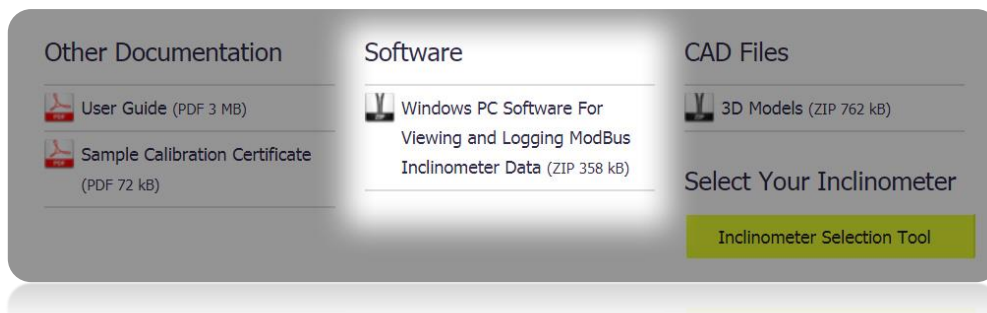 Other Documentation
User Guide (PDF 3 MB)
Sample Calibration Certificate
(PDF 72 kB)
Software
Windows PC Software For
Viewing and Logging ModBus
Inclinometer Data (ZIP 358 kB)
CAD Files
3D Models (ZIP 762 kB)
Select Your Inclinometer
Inclinometer Selection Tool